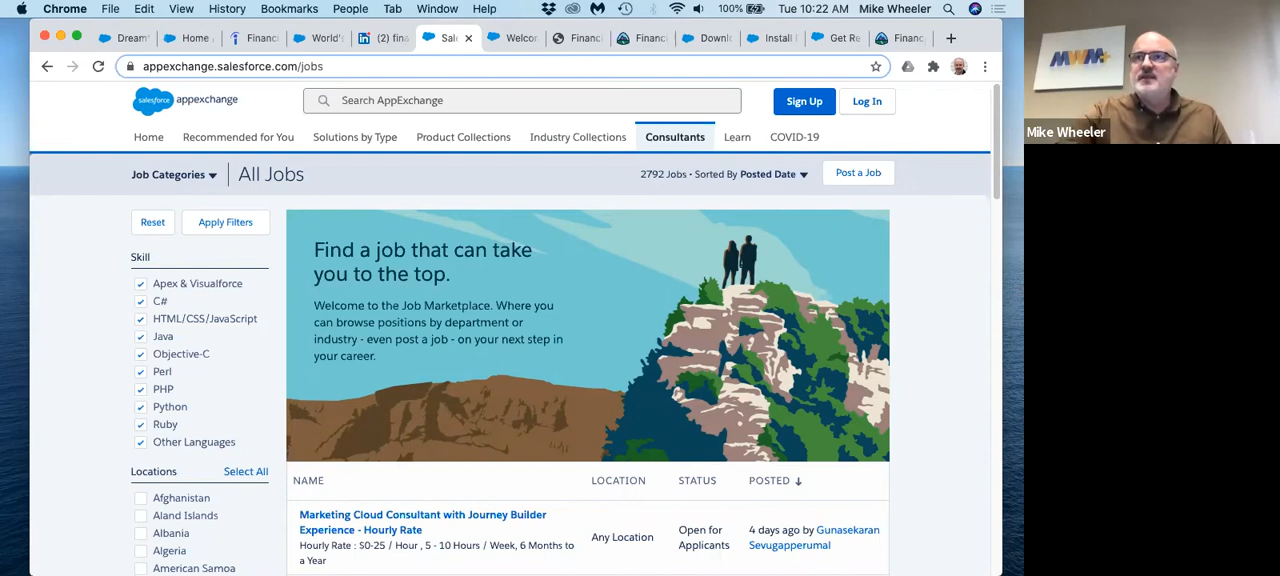 Chrome File Edit View History Bookmarks People Tab Window Help 100% Tue 10:22 AM Mike Wheeler
Dream Home Financi World's (2) fina Sal Welcor Financi Financi Downlo Install Get Re Financ
appexchange.salesforce.com/jobs
salesforce appexchange Search AppExchange Sign Up Log In
Home Recommended for You Solutions by Type Product Collections Industry Collections Consultants Learn COVID-19
Job Categories All Jobs 2792 Jobs • Sorted By Posted Date Post a Job
Reset Apply Filters
Skill
Apex & Visualforce
C#
HTML/CSS/JavaScript
Java
Objective-C
Perl
PHP
Python
Ruby
Other Languages
Locations Select All
Afghanistan
Aland Islands
Albania
Algeria
American Samoa
Find a job that can take
you to the top.
Welcome to the Job Marketplace. Where you
can browse positions by department or
industry - even post a job - on your next step in
your career.
NAME LOCATION STATUS POSTED
Marketing Cloud Consultant with Journey Builder
Experience - Hourly Rate
Hourly Rate : $0-25 / Hour , 5 - 10 Hours / Week, 6 Months to
a Year
Any Location
Open for
Applicants
4 days ago by Gunasekaran
Sevugapperumal
MWM+
Mike Wheeler